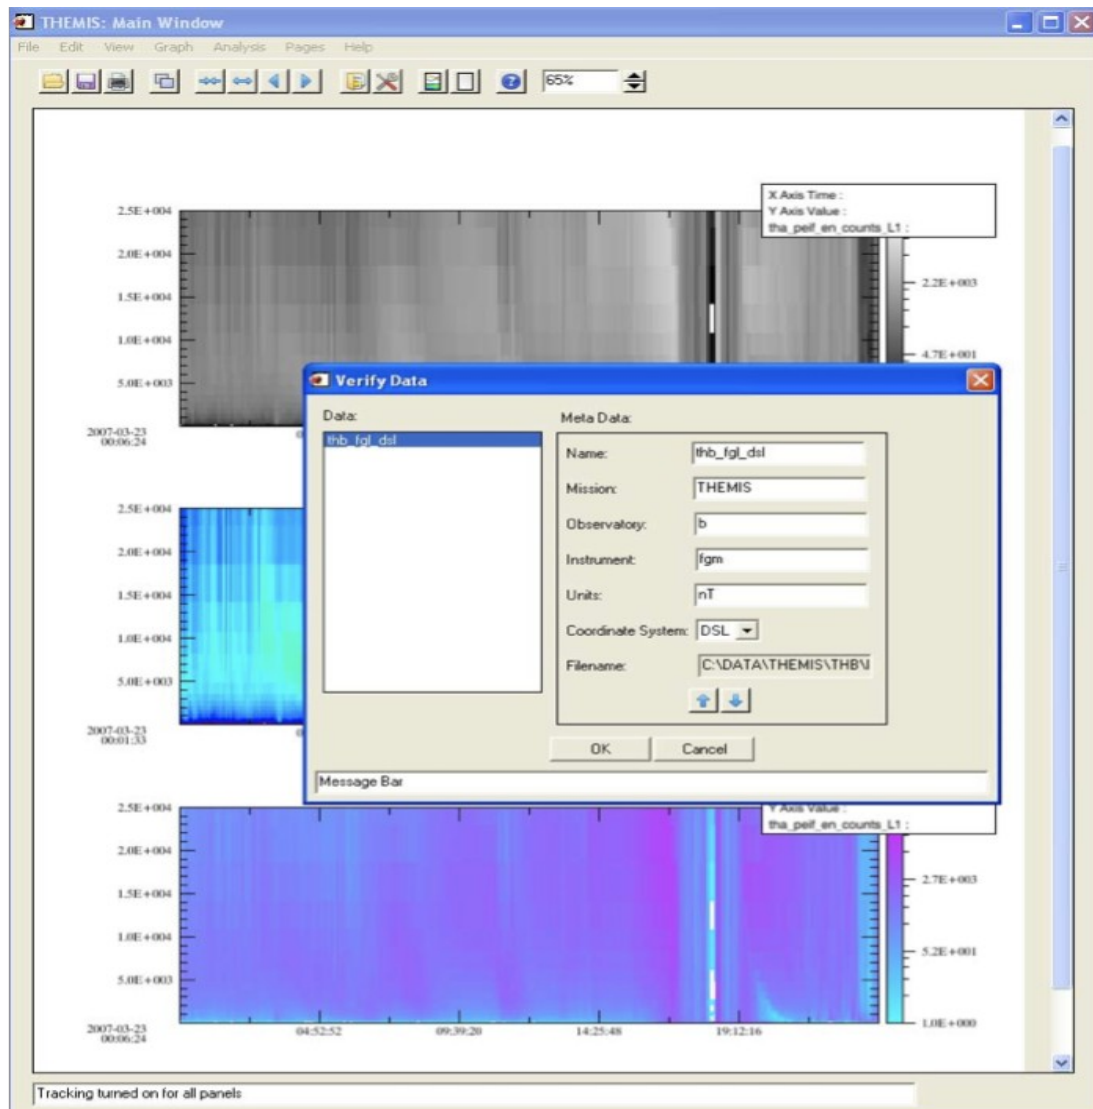 THEMIS: Main Window
File Edit View Graph Analysis Pages Help
65%
X Axis Time :
Y Axis Value :
tha_peif_en_counts_L1 :
2.5E+004
2.0E+004
1.5E+004
1.0E+004
5.0E+003
2007-03-23
00:06:24
2.2E+003
4.7E+001
Verify Data
Data:
thb_fgl_dsl
Meta Data:
Name: thb_fgl_dsl
Mission: THEMIS
Observatory: b
Instrument: fgm
Units: nT
Coordinate System: DSL
Filename: C:\DATA\THEMIS\THB\
OK Cancel
Message Bar
2.5E+004
2.0E+004
1.5E+004
1.0E+004
5.0E+003
2007-03-23
00:01:33
Y Axis Value :
tha_peif_en_counts_L1 :
2.5E+004
2.0E+004
1.5E+004
1.0E+004
5.0E+003
2007-03-23
00:06:24
04:52:52 09:39:20 14:25:48 19:12:16
2.7E+003
5.2E+001
1.0E+000
Tracking turned on for all panels